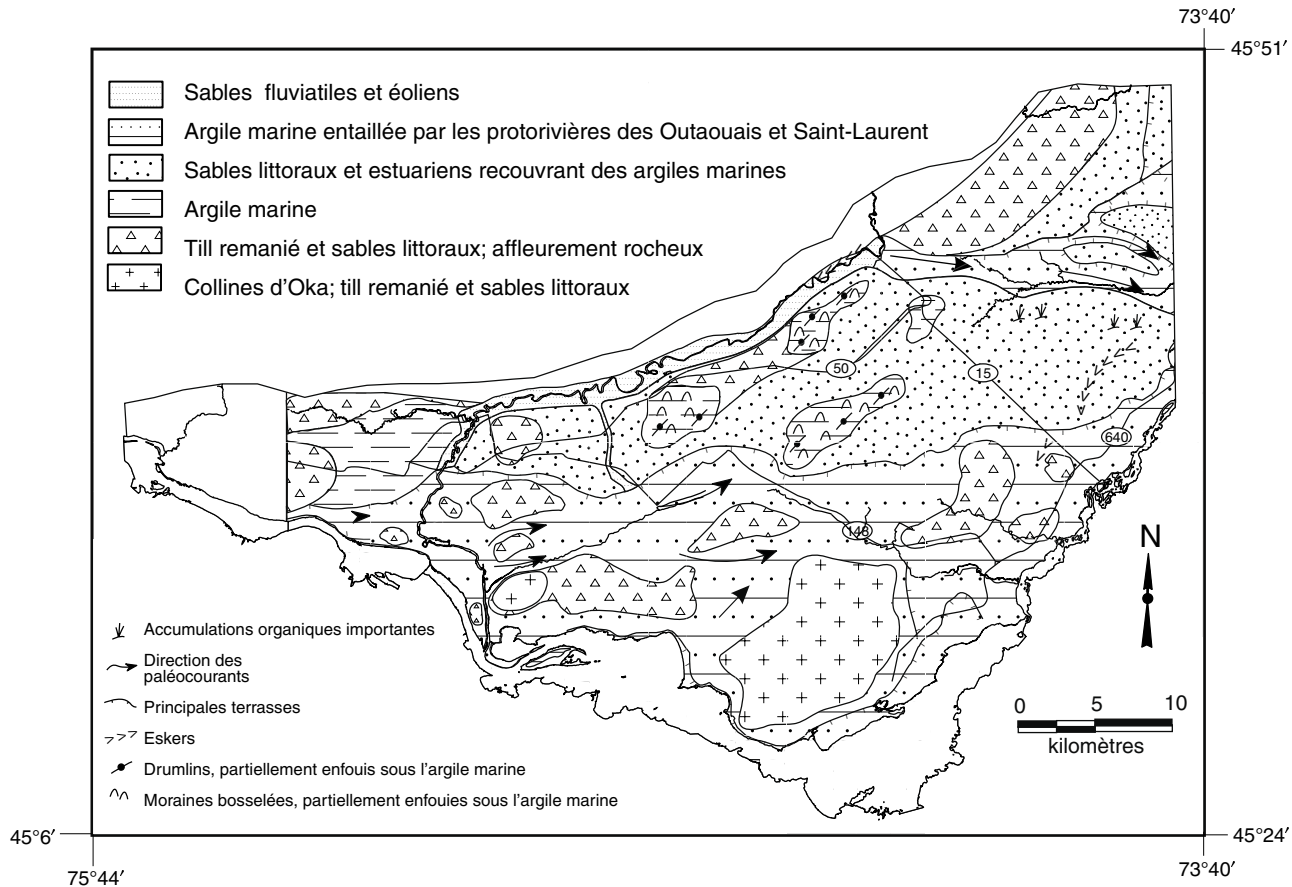 73°40′
45°51′
Sables fluviatiles et éoliens
Argile marine entaillée par les protorivières des Outaouais et Saint-Laurent
Sables littoraux et estuariens recouvrant des argiles marines
Argile marine
Till remanié et sables littoraux; affleurement rocheux
Collines d'Oka; till remanié et sables littoraux
50
15
640
148
N
Accumulations organiques importantes
Direction des
paléocourants
Principales terrasses
Eskers
Drumlins, partiellement enfouis sous l'argile marine
Moraines bosselées, partiellement enfouies sous l'argile marine
0 5 10
kilomètres
45°6′
45°24′
75°44′
73°40′